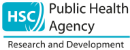 HSC Public Health
Agency
Research and Development